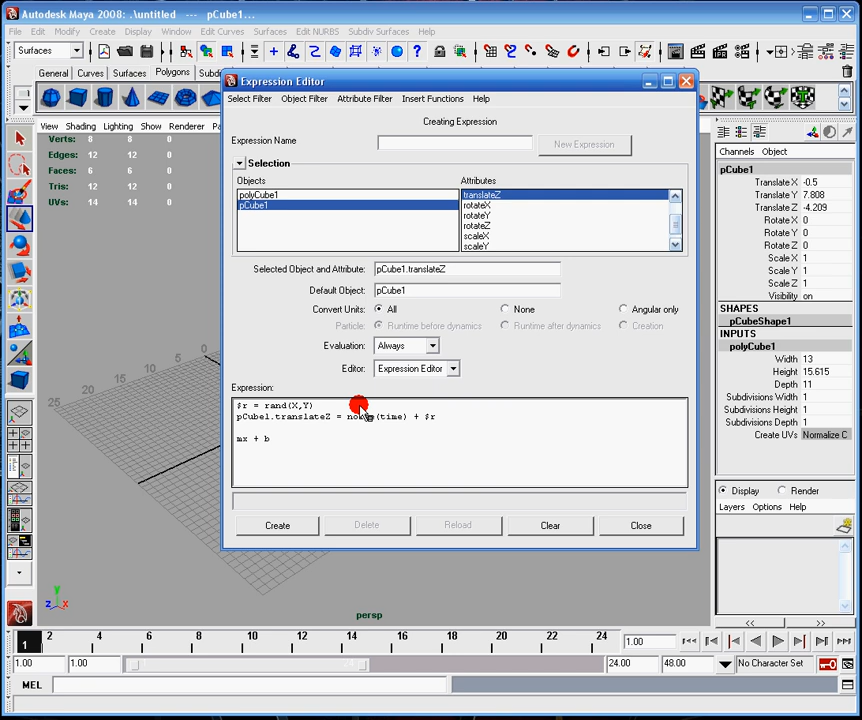 Autodesk Maya 2008: .\untitled --- pCube1...
File Edit Modify Create Display Window Edit Curves Surfaces Edit NURBS Subdiv Surfaces
Surfaces
General Curves Surfaces Polygons
View Shading Lighting Show Renderer
Verts: 8 8 0
Edges: 12 12 0
Faces: 6 6 0
Tris: 12 12 0
UVs: 14 14 0
Expression Editor
Select Filter Object Filter Attribute Filter Insert Functions Help
Creating Expression
Expression Name
New Expression
Selection
Objects Attributes
polyCube1 translateZ
pCube1 rotateX
rotateY
rotateZ
scaleX
scaleY
Selected Object and Attribute: pCube1.translateZ
Default Object: pCube1
Convert Units: All None Angular only
Particle: Runtime before dynamics Runtime after dynamics Creation
Evaluation: Always
Editor: Expression Editor
Expression:
$r = rand(X,Y)
pCube1.translateZ = (time) + $r
mx + b
Create Delete Reload Clear Close
Channels Object
pCube1
Translate X -0.5
Translate Y 7.808
Translate Z -4.209
Rotate X 0
Rotate Y 0
Rotate Z 0
Scale X 1
Scale Y 1
Scale Z 1
Visibility on
SHAPES
pCubeShape1
INPUTS
polyCube1
Width 13
Height 15.615
Depth 11
Subdivisions Width 1
Subdivisions Height 1
Subdivisions Depth 1
Create UVs Normalize C
Display Render
Layers Options Help
<< >>
25 20 15 10 5 0
y
z x
persp
1 2 4 6 8 10 12 14 16 18 20 22 24 1.00
1.00 1.00 24 24.00 48.00 No Character Set
MEL